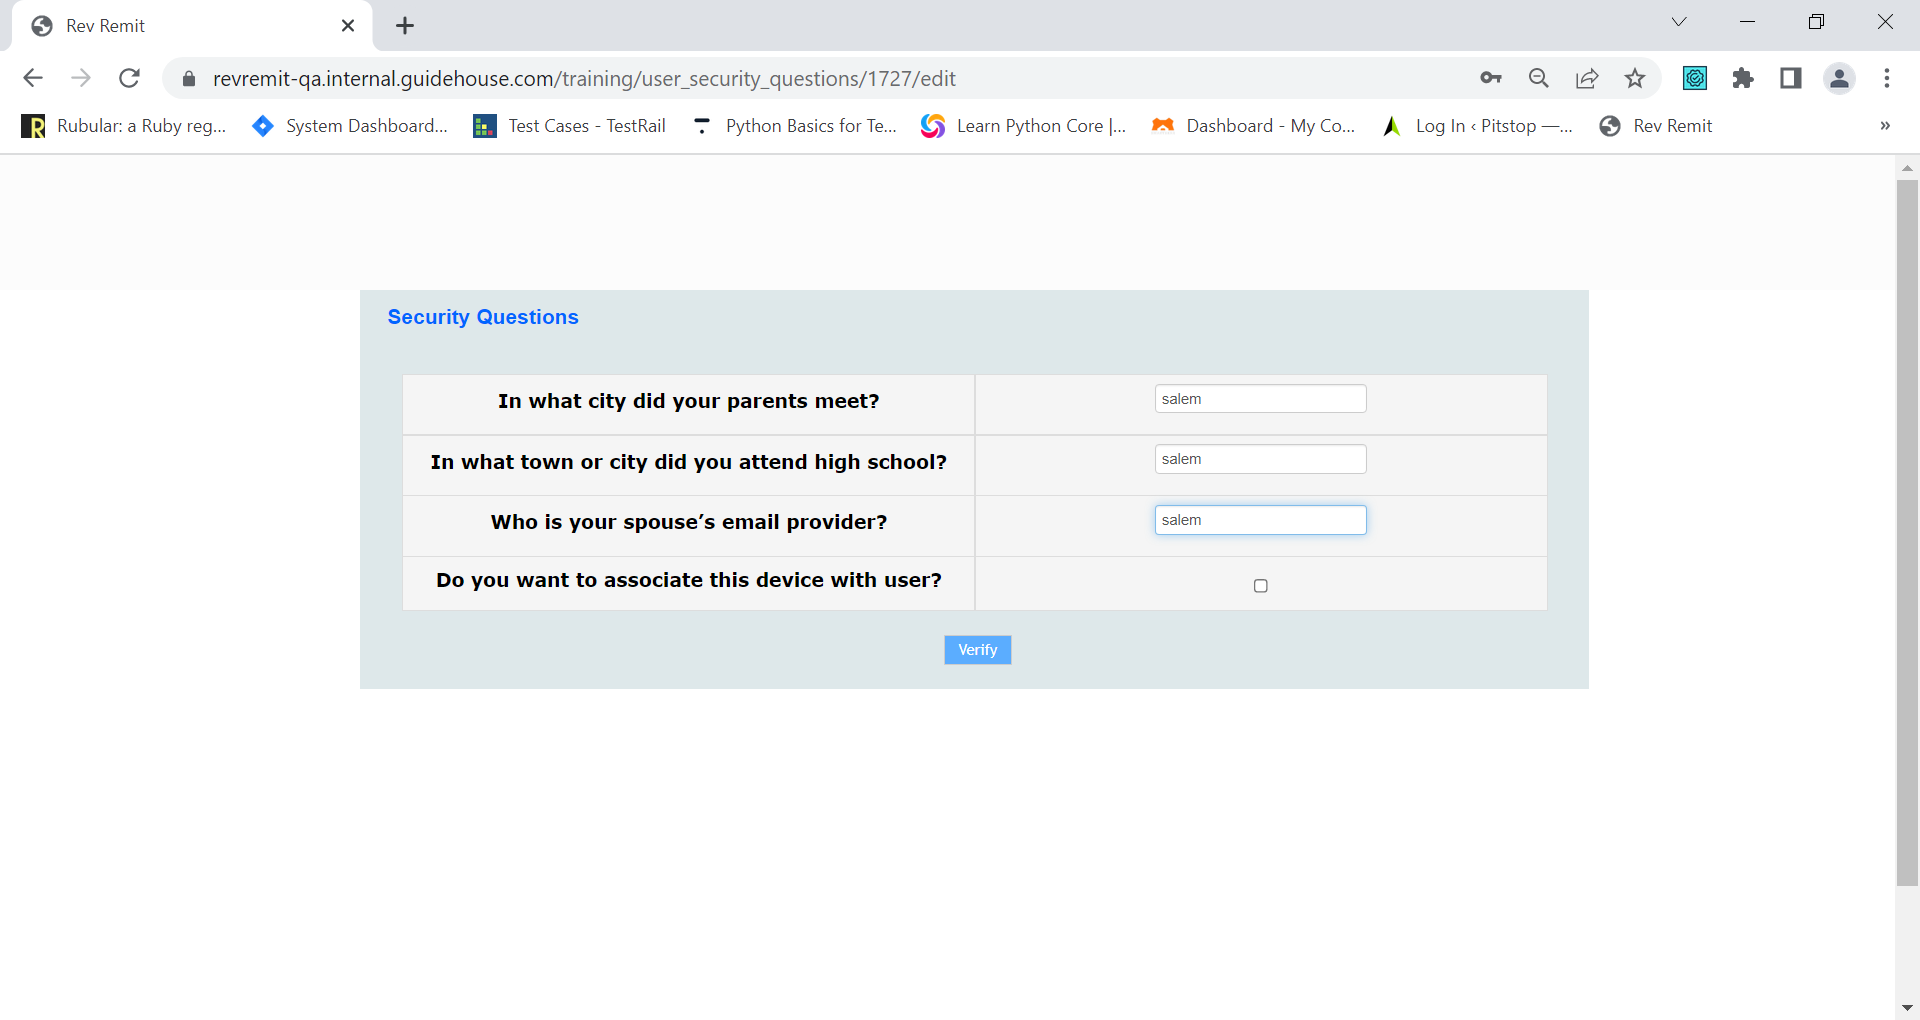 Rev Remit
revremit-qa.internal.guidehouse.com/training/user_security_questions/1727/edit
Rubular: a Ruby reg... System Dashboard... Test Cases - TestRail Python Basics for Te... Learn Python Core |... Dashboard - My Co... Log In ‹ Pitstop —... Rev Remit »
Security Questions
In what city did your parents meet? salem
In what town or city did you attend high school? salem
Who is your spouse’s email provider? salem
Do you want to associate this device with user?
Verify